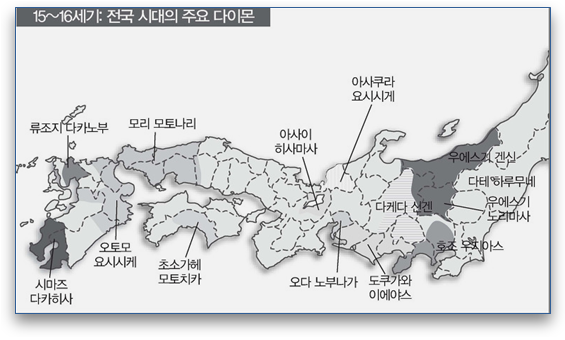 15~16세기: 전국 시대의 주요 다이묜
아사쿠라
요시시게
류조지 다카노부
모리 모토나리
아사이
히사마사
우에스기 겐신
다테 하루무네
다케다 신겐
우에스기
노리마사
호조 우지야스
오토모
요시시게
초소가헤
모토치카
오다 노부나가
도쿠가와
이에야스
시마즈
다카히사